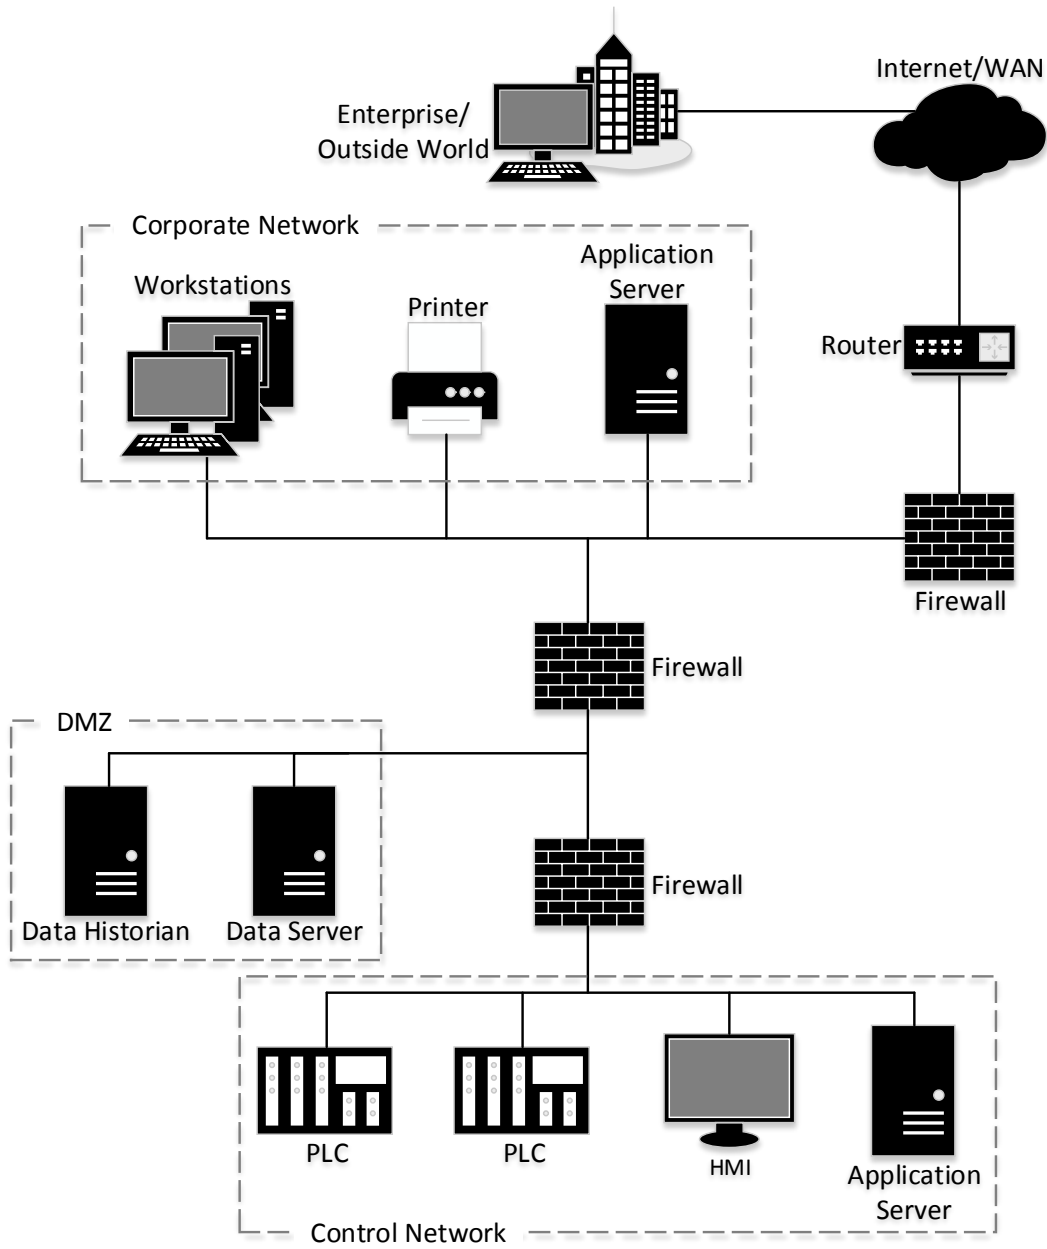 Internet/WAN
Enterprise/
Outside World
Corporate Network
Application
Server
Workstations
Printer
Router
Firewall
Firewall
DMZ
Firewall
Data Historian
Data Server
PLC
PLC
HMI
Application
Server
Control Network